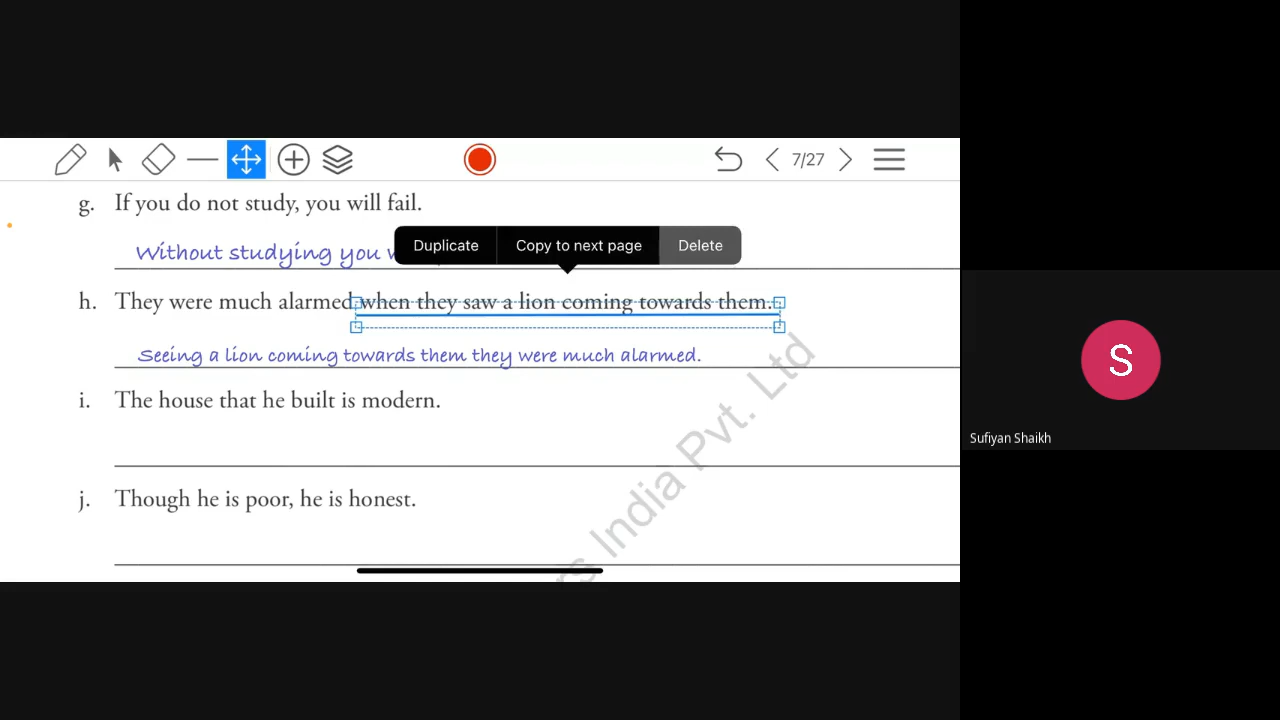 7/27
g. If you do not study, you will fail.
Without studying you
Duplicate Copy to next page Delete
h. They were much alarmed when they saw a lion coming towards them.
Seeing a lion coming towards them they were much alarmed.
i. The house that he built is modern.
j. Though he is poor, he is honest.
rs India Pvt. Ltd
S
Sufiyan Shaikh